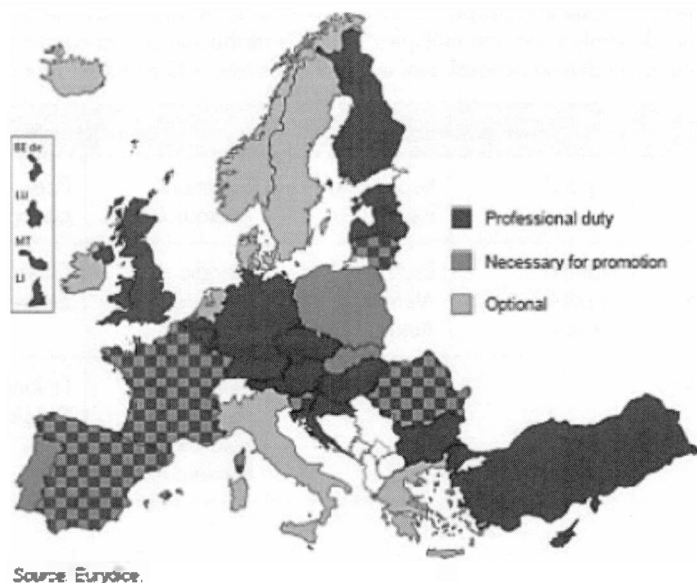 BE de
LU
MT
LI
Professional duty
Necessary for promotion
Optional
Source Eurydice.